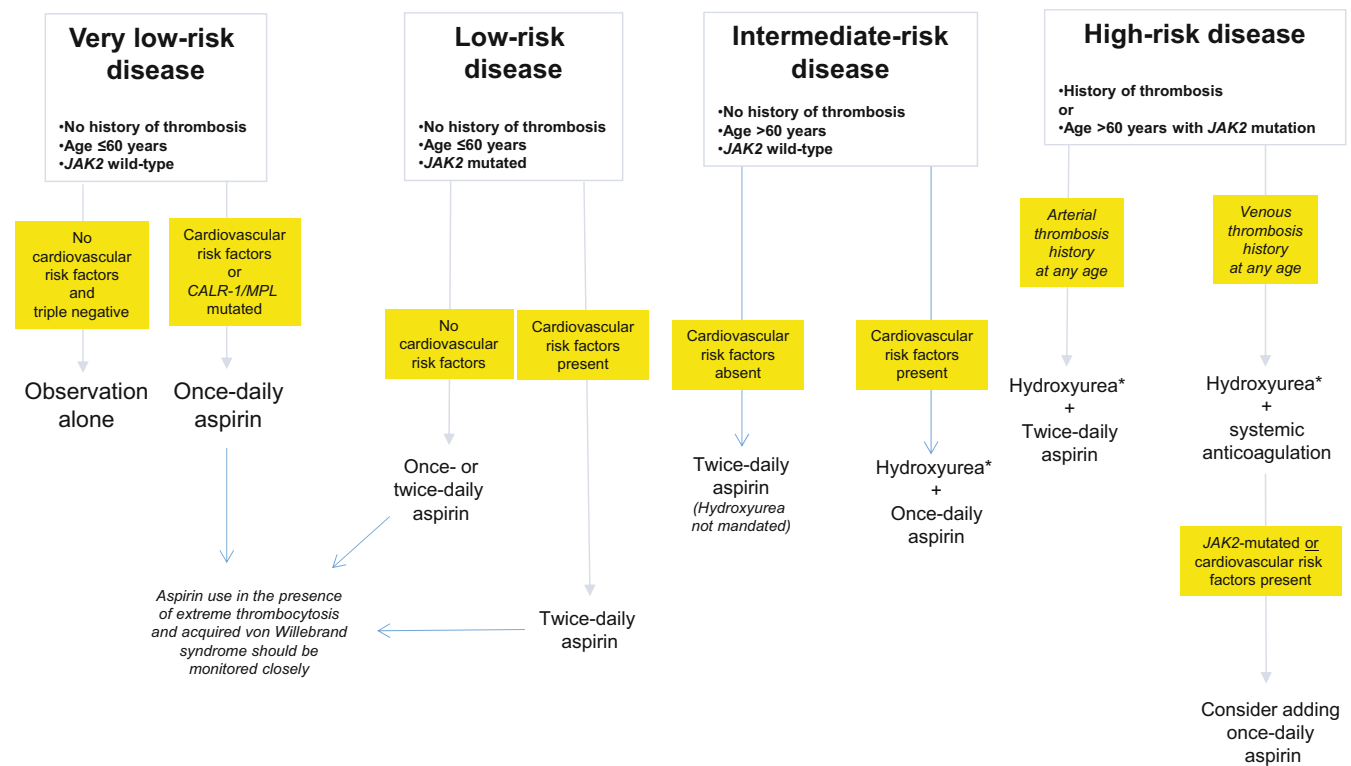 Very low-risk
disease
•No history of thrombosis
•Age ≤60 years
•JAK2 wild-type
No
cardiovascular
risk factors
and
triple negative
Cardiovascular
risk factors
or
CALR-1/MPL
mutated
Observation
alone
Once-daily
aspirin
Low-risk
disease
•No history of thrombosis
•Age ≤60 years
•JAK2 mutated
No
cardiovascular
risk factors
Cardiovascular
risk factors
present
Once- or
twice-daily
aspirin
Twice-daily
aspirin
Aspirin use in the presence
of extreme thrombocytosis
and acquired von Willebrand
syndrome should be
monitored closely
Intermediate-risk
disease
•No history of thrombosis
•Age >60 years
•JAK2 wild-type
Cardiovascular
risk factors
absent
Cardiovascular
risk factors
present
Twice-daily
aspirin
(Hydroxyurea
not mandated)
Hydroxyurea*
+
Once-daily
aspirin
High-risk disease
•History of thrombosis
or
•Age >60 years with JAK2 mutation
Arterial
thrombosis
history
at any age
Venous
thrombosis
history
at any age
Hydroxyurea*
+
Twice-daily
aspirin
Hydroxyurea*
+
systemic
anticoagulation
JAK2-mutated or
cardiovascular risk
factors present
Consider adding
once-daily
aspirin